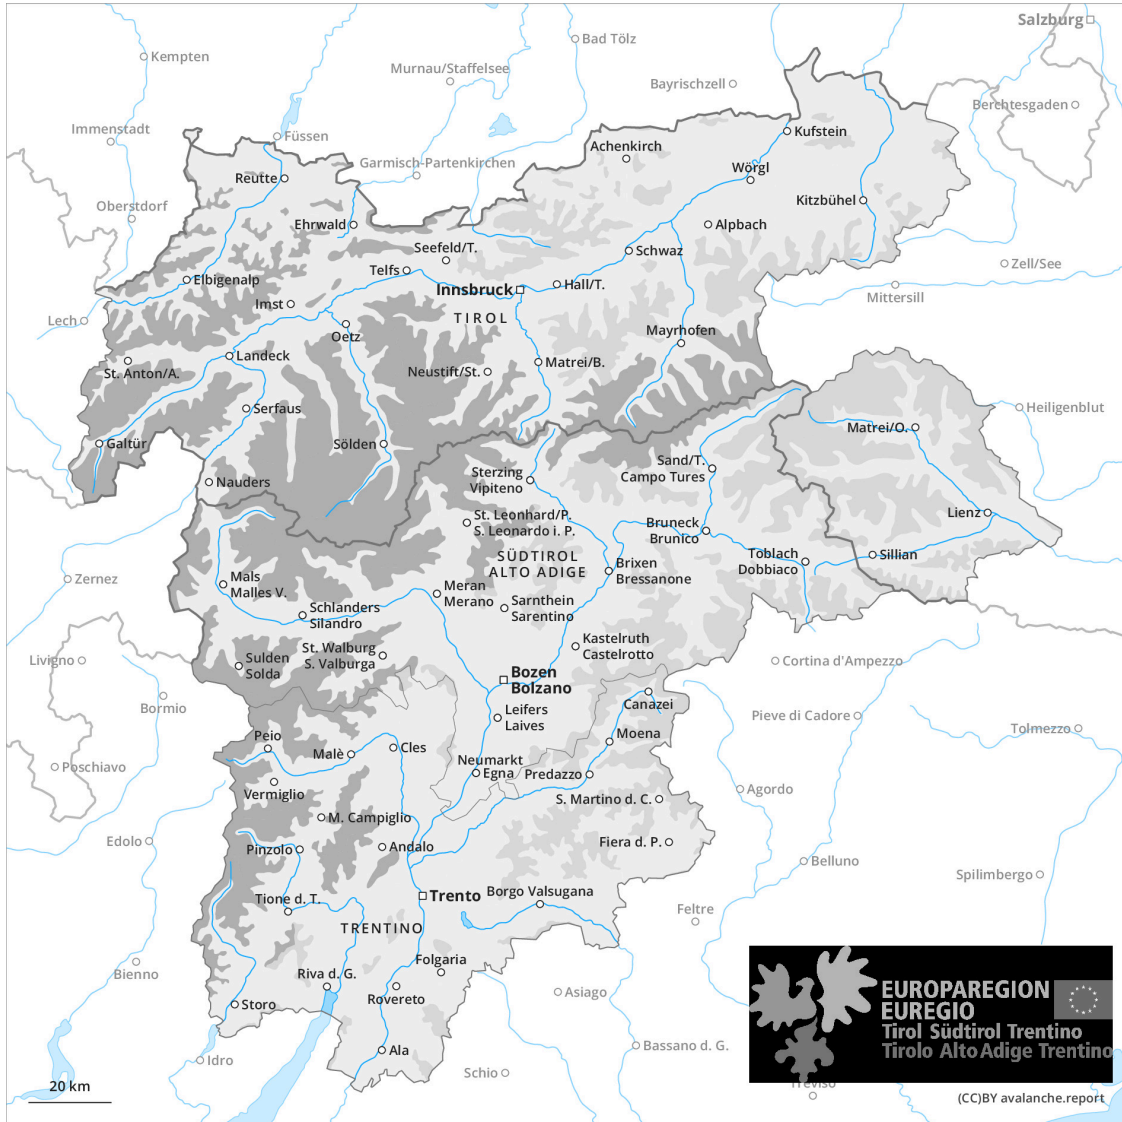 Salzburg
Bad Tölz
Kempten
Murnau/Staffelsee
Bayrischzell
Berchtesgaden
Immenstadt
Füssen
Kufstein
Achenkirch
Garmisch-Partenkirchen
Wörgl
Reutte
Kitzbühel
Oberstdorf
Ehrwald
Alpbach
Seefeld/T.
Schwaz
Zell/See
Telfs
Elbigenalp
Innsbruck
Hall/T.
Mittersill
Imst
TIROL
Lech
Oetz
Mayrhofen
Landeck
Matrei/B.
St. Anton/A.
Neustift/St.
Serfaus
Heiligenblut
Matrei/O.
Galtür
Sölden
Sand/T.
Campo Tures
Sterzing
Vipiteno
Nauders
St. Leonhard/P.
S. Leonardo i. P.
Lienz
Bruneck
Brunico
SÜDTIROL
ALTO ADIGE
Toblach
Dobbiaco
Sillian
Brixen
Bressanone
Zernez
Mals
Malles V.
Meran
Merano
Schlanders
Silandro
Sarnthein
Sarentino
Kastelruth
Castelrotto
St. Walburg
S. Valburga
Livigno
Sulden
Solda
Cortina d'Ampezzo
Bozen
Bolzano
Bormio
Canazei
Leifers
Laives
Pieve di Cadore
Tolmezzo
Peio
Moena
Malè
Cles
Neumarkt
Egna
Predazzo
Poschiavo
Vermiglio
Agordo
S. Martino d. C.
M. Campiglio
Edolo
Fiera d. P.
Pinzolo
Andalo
Belluno
Spilimbergo
Trento
Borgo Valsugana
Tione d. T.
Feltre
TRENTINO
Folgaria
Bienno
Riva d. G.
Asiago
Rovereto
Storo
EUROPAREGION
EUREGIO
Tirol Südtirol Trentino
Tirolo Alto Adige Trentino
Bassano d. G.
Ala
Idro
Schio
Treviso
20 km
(CC)BY avalanche.report